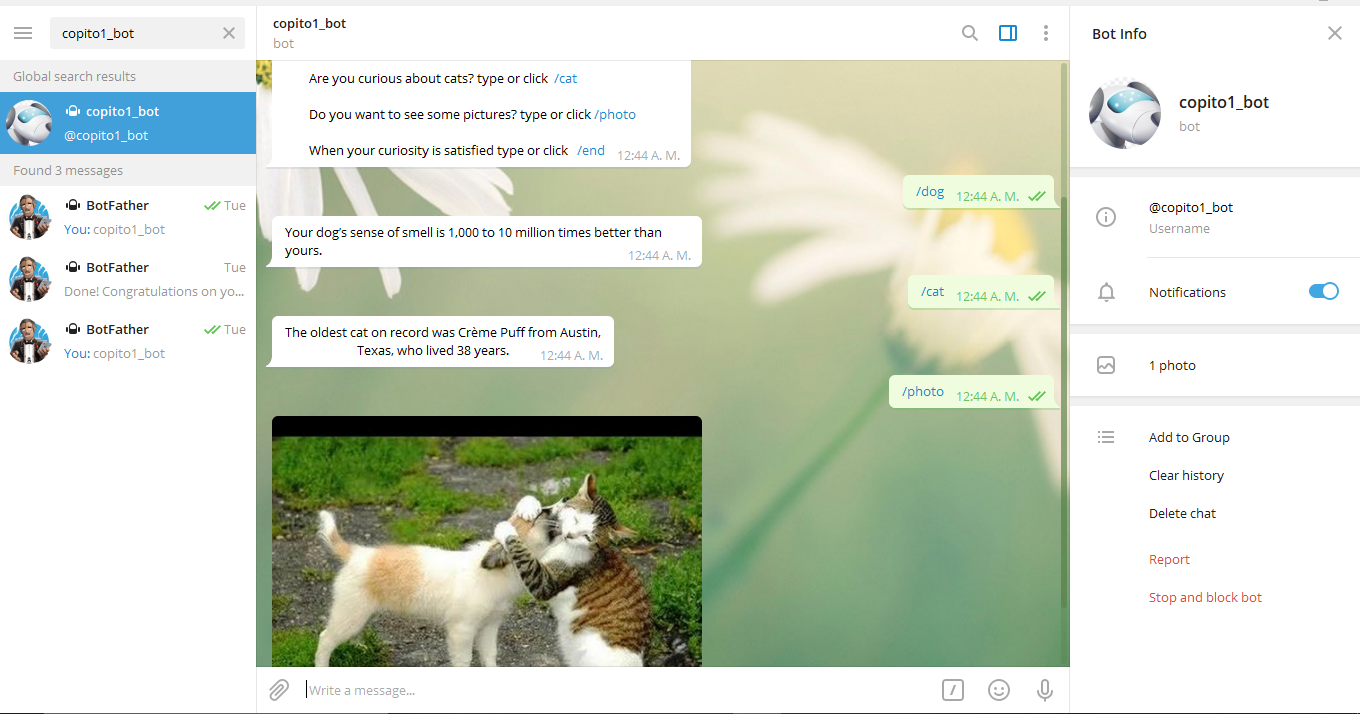 copito1_bot
Global search results
copito1_bot
@copito1_bot
Found 3 messages
BotFather Tue
You: copito1_bot
BotFather Tue
Done! Congratulations on yo...
BotFather Tue
You: copito1_bot
copito1_bot
bot
Are you curious about cats? type or click /cat
Do you want to see some pictures? type or click /photo
When your curiosity is satisfied type or click /end 12:44 A. M.
/dog 12:44 A. M.
Your dog’s sense of smell is 1,000 to 10 million times better than
yours. 12:44 A. M.
/cat 12:44 A. M.
The oldest cat on record was Crème Puff from Austin,
Texas, who lived 38 years. 12:44 A. M.
/photo 12:44 A. M.
Write a message...
Bot Info
copito1_bot
bot
@copito1_bot
Username
Notifications
1 photo
Add to Group
Clear history
Delete chat
Report
Stop and block bot